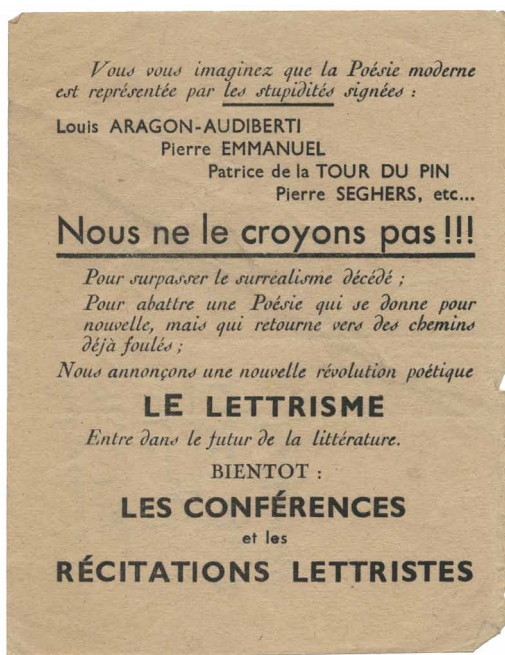 Vous vous imaginez que la Poésie moderne
est représentée par les stupidités signées :
Louis ARAGON-AUDIBERTI
Pierre EMMANUEL
Patrice de la TOUR DU PIN
Pierre SEGHERS, etc...
Nous ne le croyons pas !!!
Pour surpasser le surréalisme décédé ;
Pour abattre une Poésie qui se donne pour
nouvelle, mais qui retourne vers des chemins
déjà foulés ;
Nous annonçons une nouvelle révolution poétique
LE LETTRISME
Entre dans le futur de la littérature.
BIENTOT :
LES CONFÉRENCES
et les
RÉCITATIONS LETTRISTES